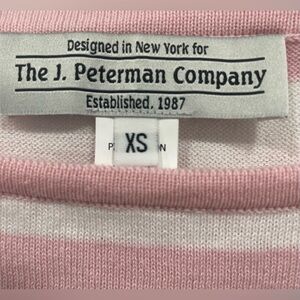 Designed in New York for
The J. Peterman Company
Established, 1987
XS